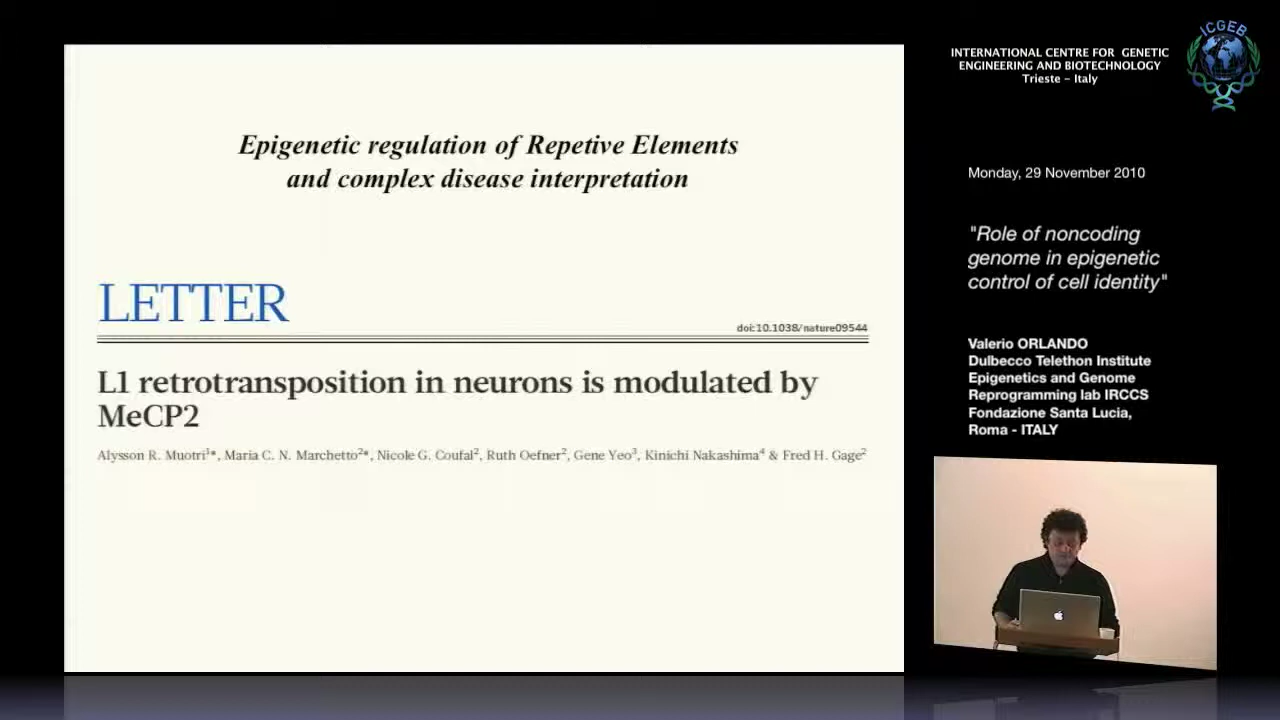 Epigenetic regulation of Repetive Elements
and complex disease interpretation
LETTER
doi:10.1038/nature09544
L1 retrotransposition in neurons is modulated by
MeCP2
Alysson R. Muotri1*, Maria C. N. Marchetto2*, Nicole G. Coufal2, Ruth Oefner2, Gene Yeo3, Kinichi Nakashima4 & Fred H. Gage2
INTERNATIONAL CENTRE FOR GENETIC
ENGINEERING AND BIOTECHNOLOGY
Trieste – Italy
ICGEB
Monday, 29 November 2010
"Role of noncoding
genome in epigenetic
control of cell identity"
Valerio ORLANDO
Dulbecco Telethon Institute
Epigenetics and Genome
Reprogramming lab IRCCS
Fondazione Santa Lucia,
Roma - ITALY